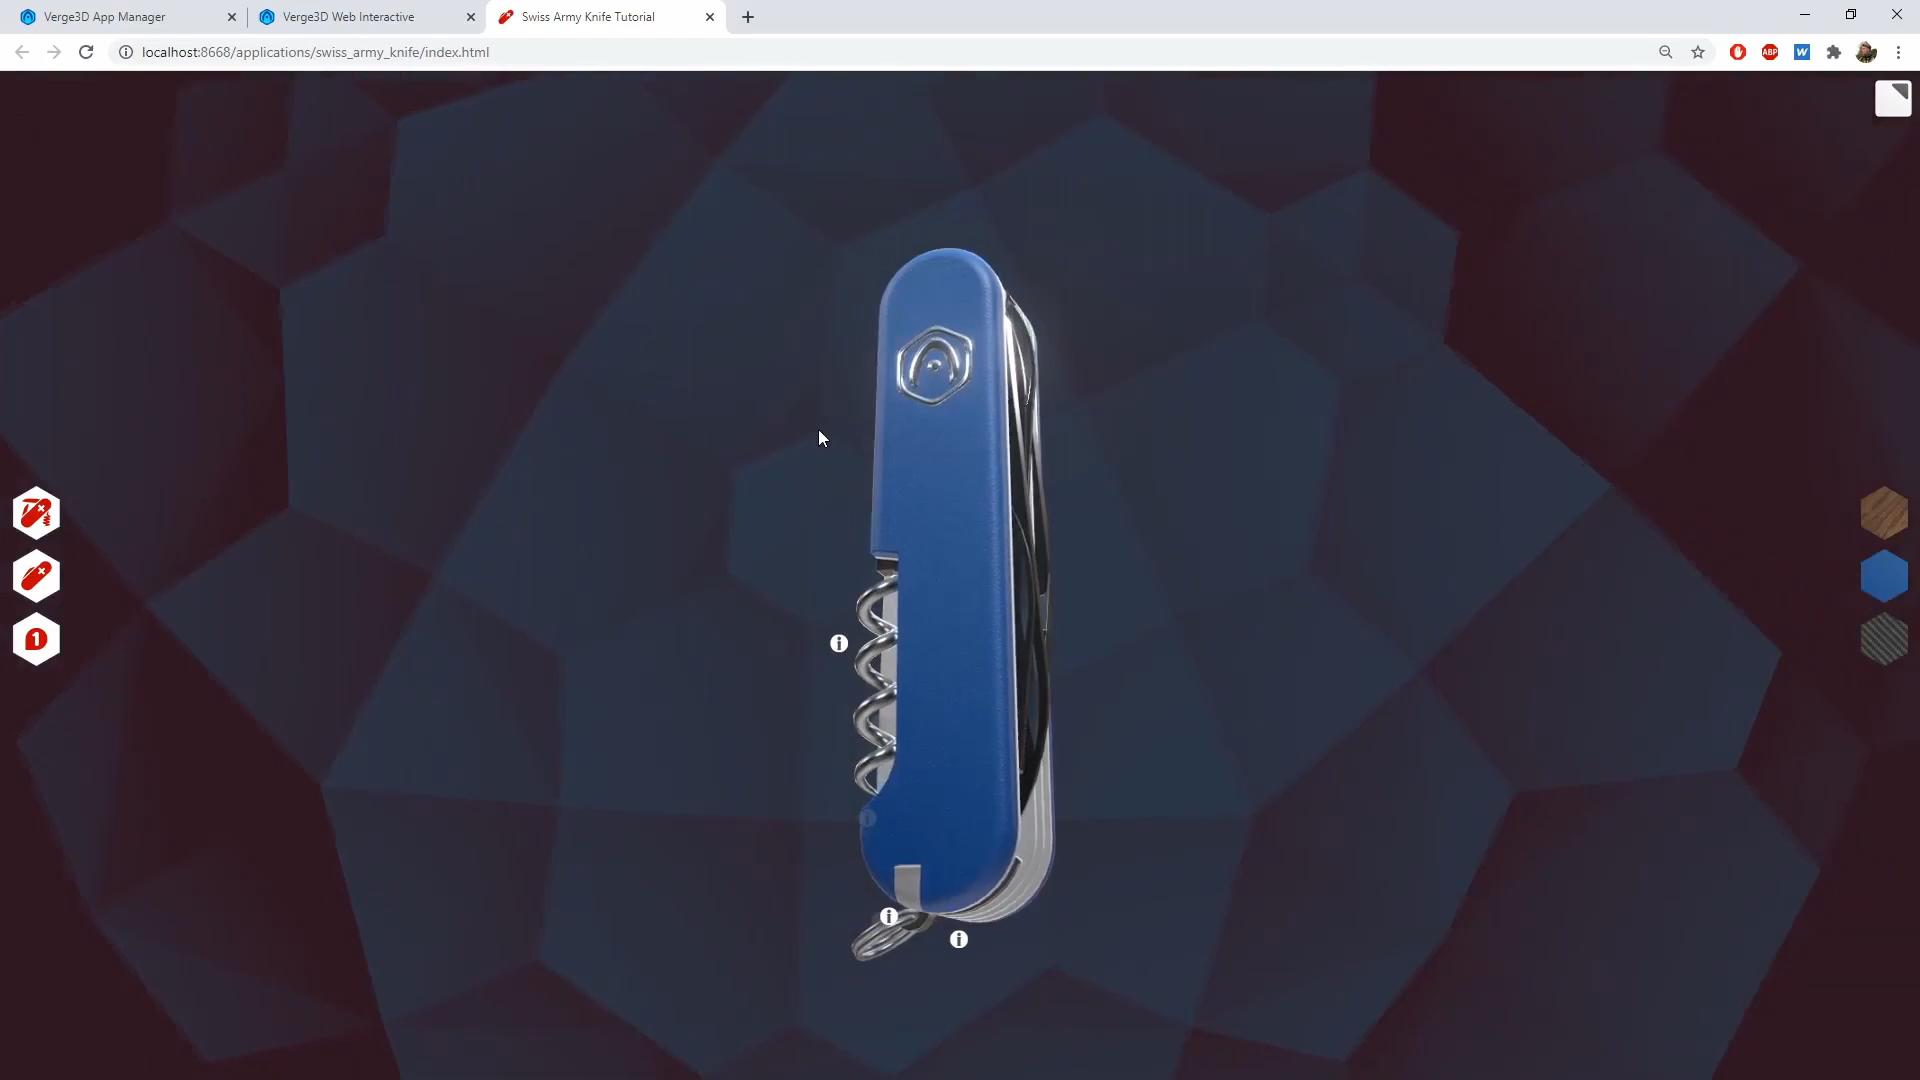 Verge3D App Manager
Verge3D Web Interactive
Swiss Army Knife Tutorial
localhost:8668/applications/swiss_army_knife/index.html
ABP
W
1
i
i
i
i